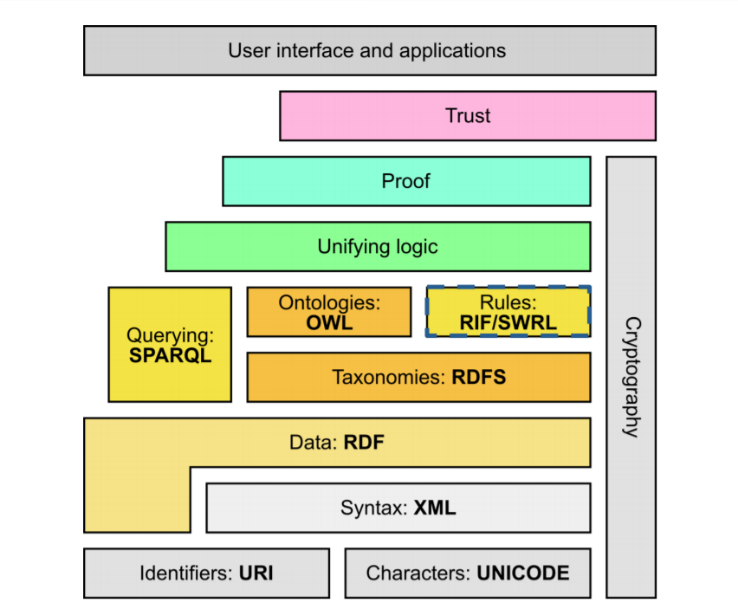 User interface and applications
Trust
Proof
Unifying logic
Ontologies:
OWL
Rules:
RIF/SWRL
Querying:
SPARQL
Taxonomies: RDFS
Cryptography
Data: RDF
Syntax: XML
Identifiers: URI
Characters: UNICODE